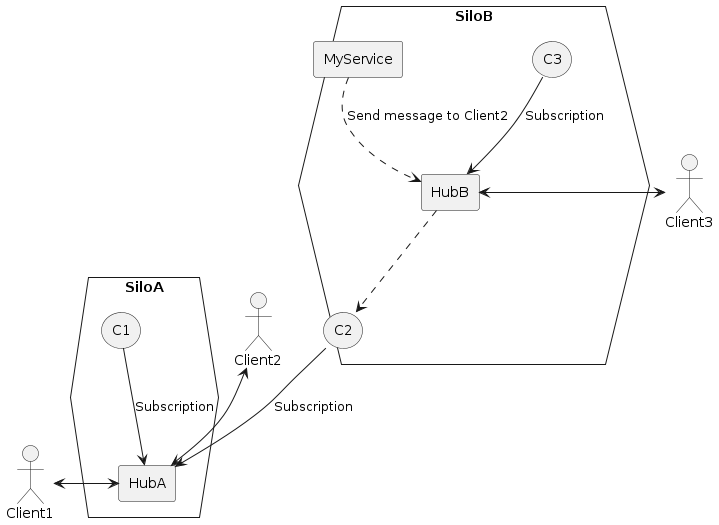 SiloB
MyService
C3
Send message to Client2
Subscription
HubB
Client3
SiloA
C1
C2
Client2
Subscription
Subscription
HubA
Client1